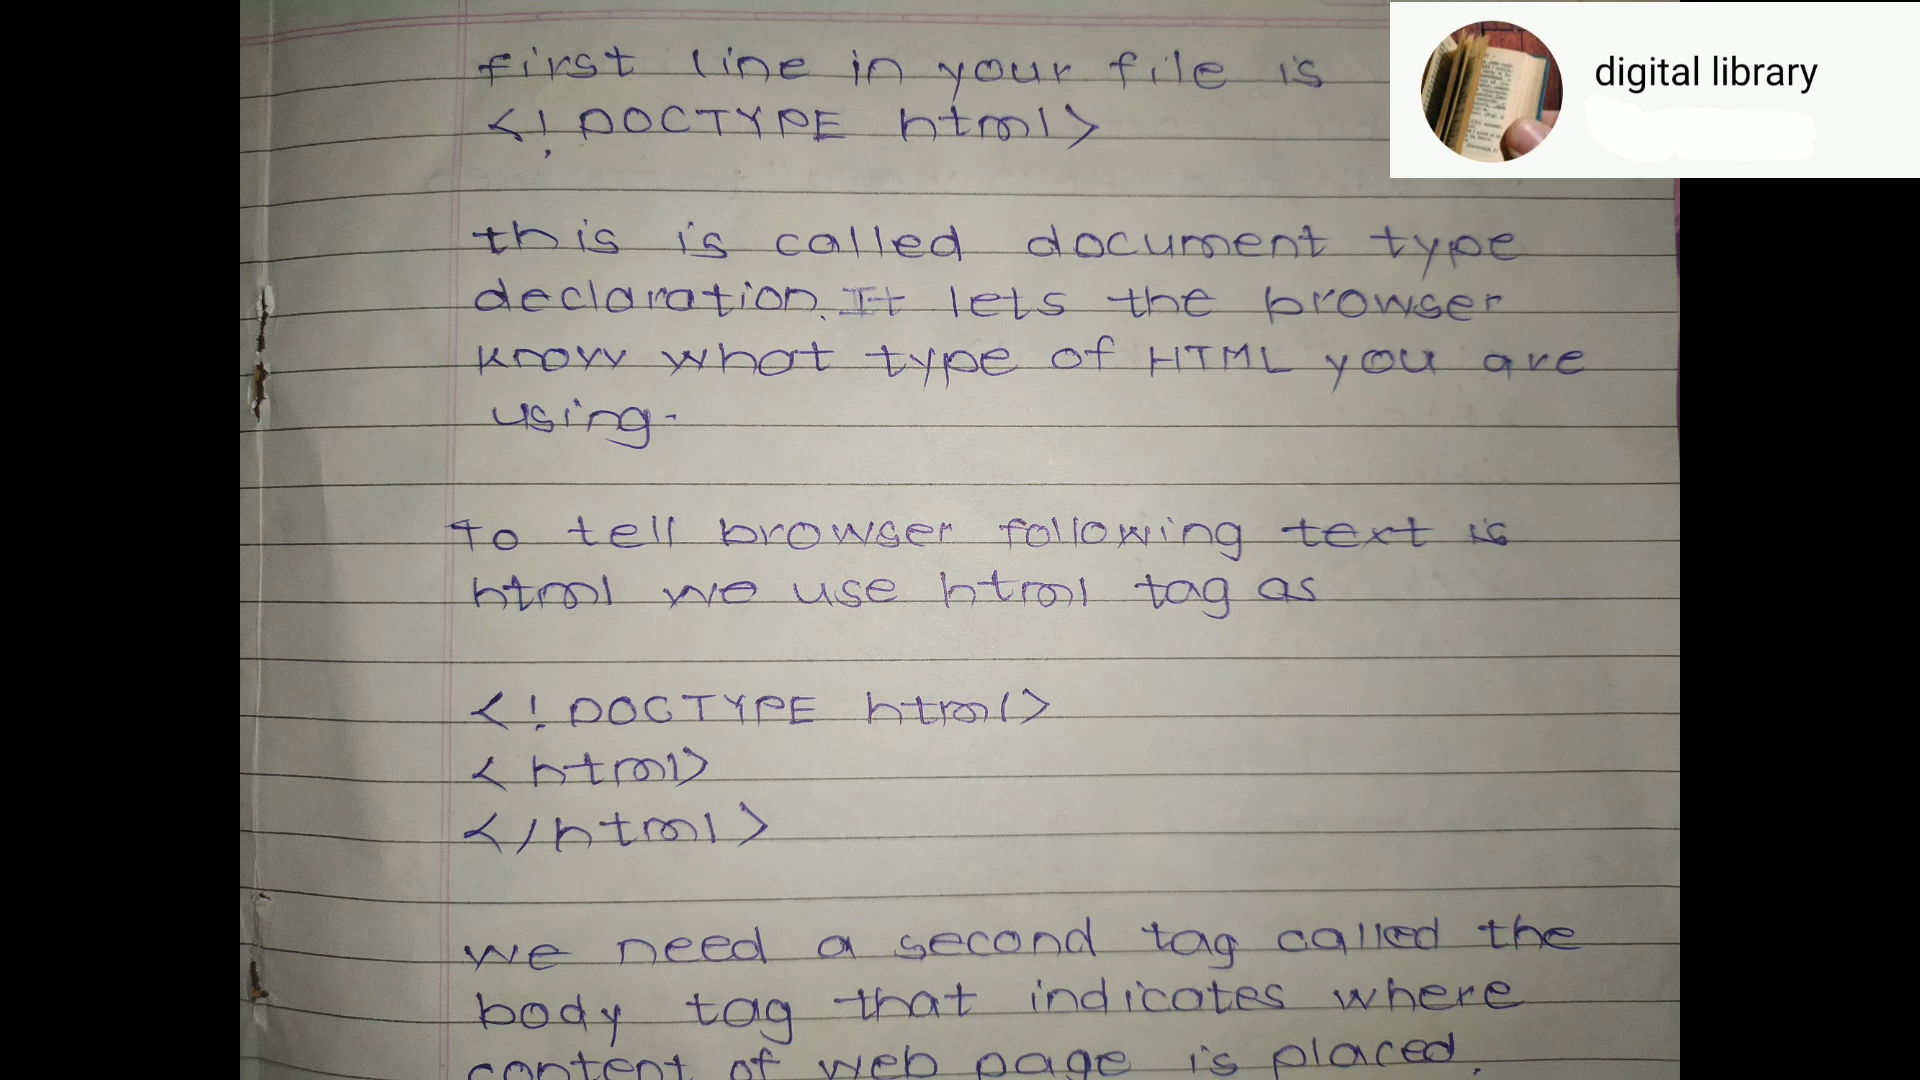 first line in your file is
<!DOCTYPE html>
this is called document type
declaration. It lets the browser
know what type of HTML you are
using.
To tell browser following text is
html we use html tag as
<!DOCTYPE html>
<html>
</html>
we need a second tag called the
body tag that indicates where
content of web page is placed.
digital library